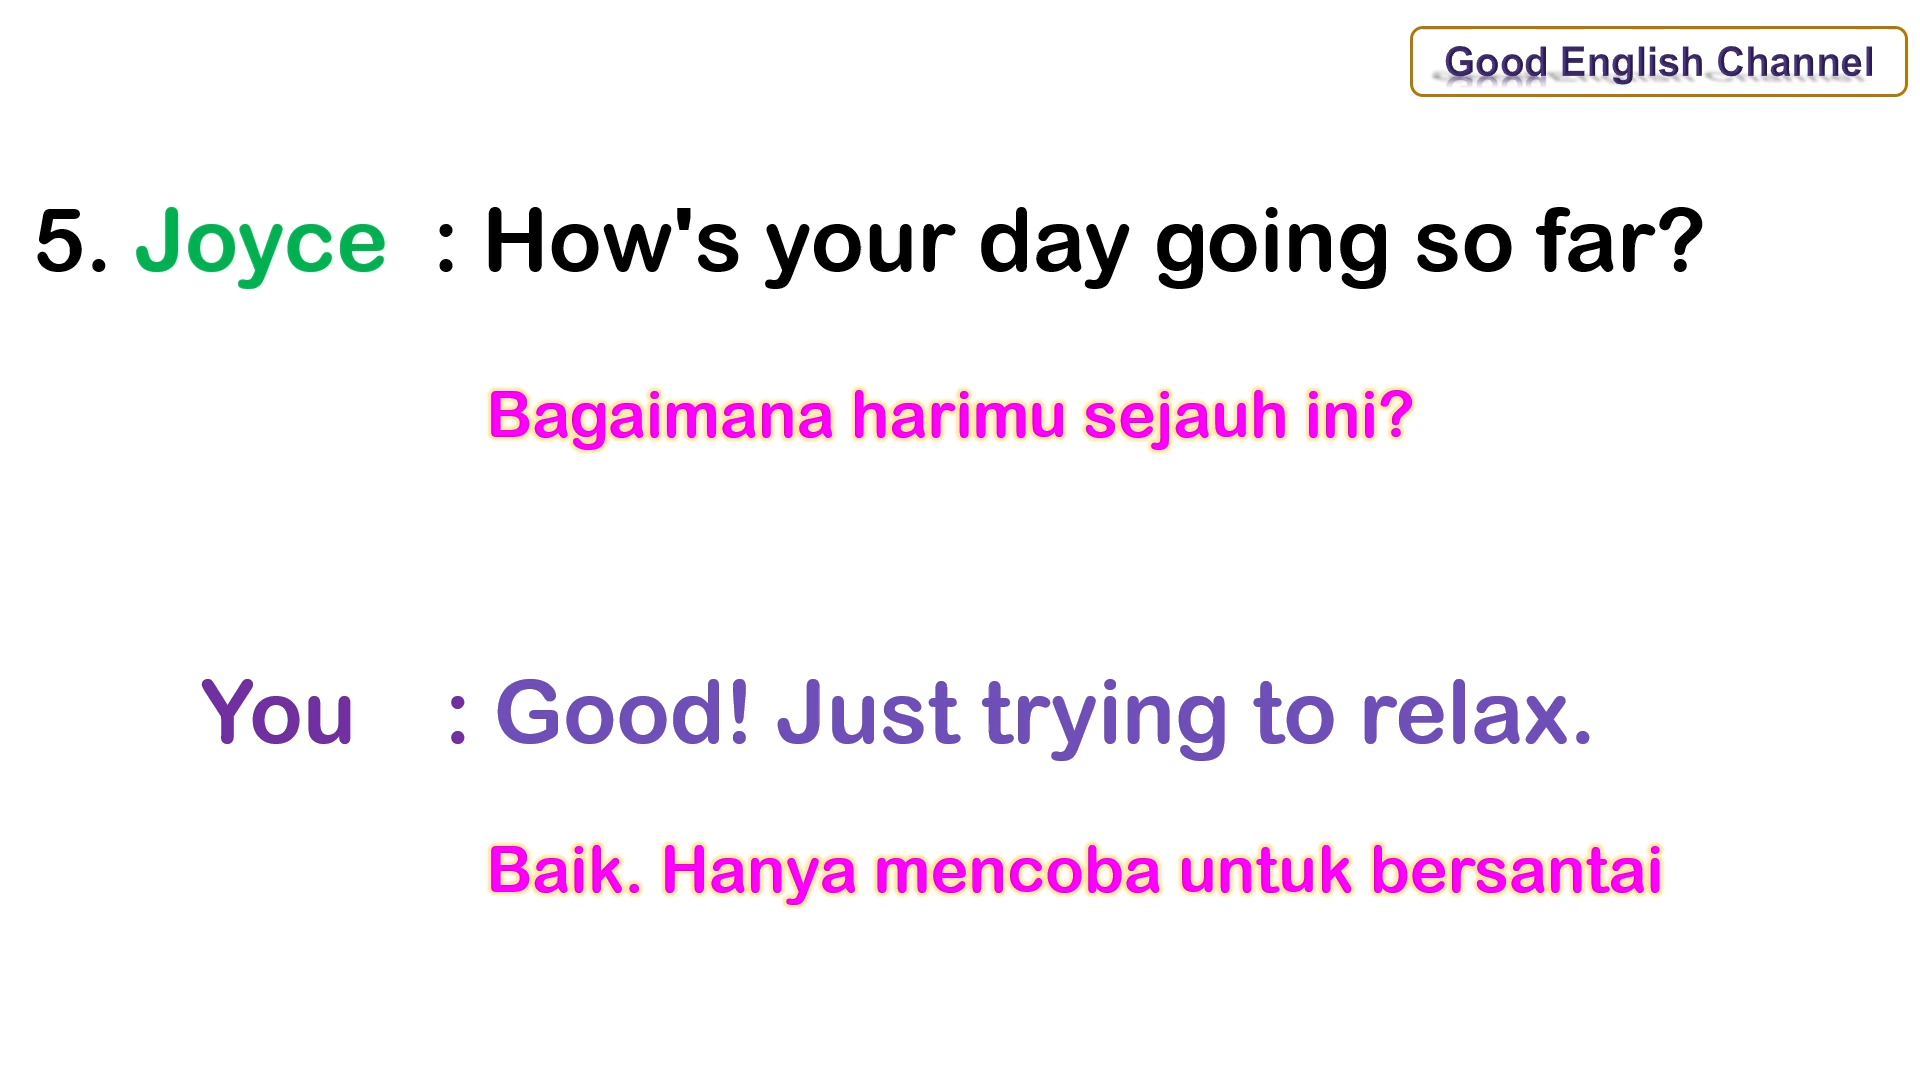 Good English Channel
5. Joyce : How's your day going so far?
Bagaimana harimu sejauh ini?
You : Good! Just trying to relax.
Baik. Hanya mencoba untuk bersantai